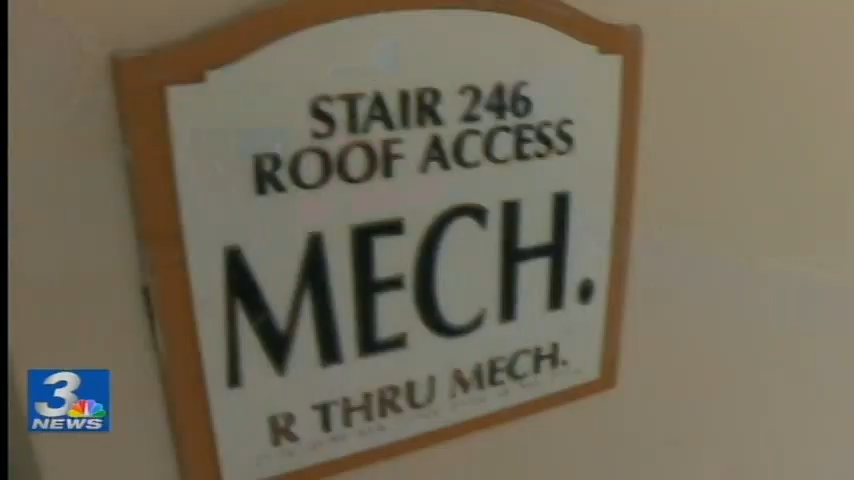 STAIR 246
ROOF ACCESS
MECH.
R THRU MECH.
3
NEWS